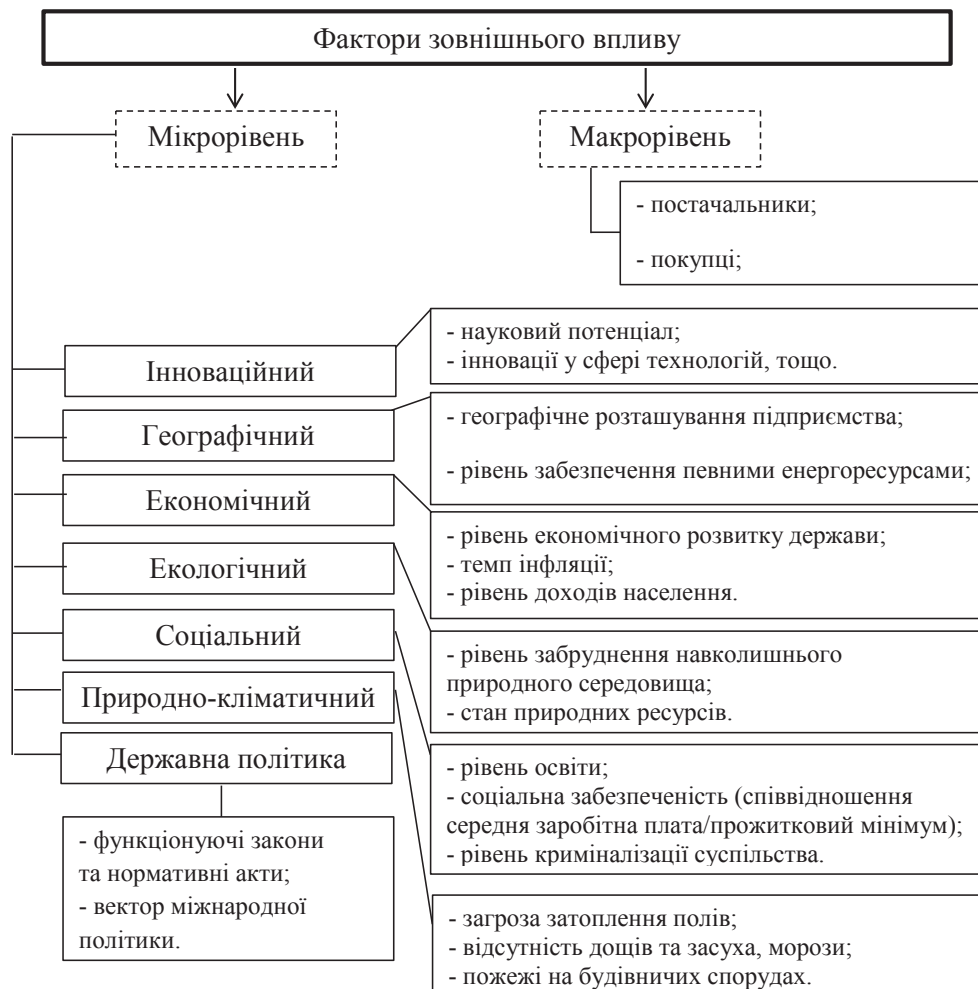 Фактори зовнішнього впливу
Мікрорівень
Макрорівень
- постачальники;
- покупці;
Інноваційний
- науковий потенціал;
- інновації у сфері технологій, тощо.
Географічний
- географічне розташування підприємства;
- рівень забезпечення певними енергоресурсами;
Економічний
- рівень економічного розвитку держави;
- темп інфляції;
- рівень доходів населення.
Екологічний
- рівень забруднення навколишнього
природного середовища;
- стан природних ресурсів.
Соціальний
- рівень освіти;
- соціальна забезпеченість (співвідношення
середня заробітна плата/прожитковий мінімум);
- рівень криміналізації суспільства.
Природно-кліматичний
- загроза затоплення полів;
- відсутність дощів та засуха, морози;
- пожежі на будівничих спорудах.
Державна політика
- функціонуючі закони
та нормативні акти;
- вектор міжнародної
політики.